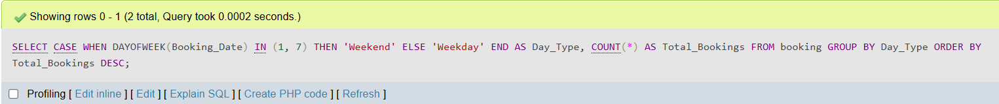 Showing rows 0 - 1 (2 total, Query took 0.0002 seconds.)
SELECT CASE WHEN DAYOFWEEK(Booking_Date) IN (1, 7) THEN 'Weekend' ELSE 'Weekday' END AS Day_Type, COUNT(*) AS Total_Bookings FROM booking GROUP BY Day_Type ORDER BY
Total_Bookings DESC;
Profiling [ Edit inline ] [ Edit ] [ Explain SQL ] [ Create PHP code ] [ Refresh ]